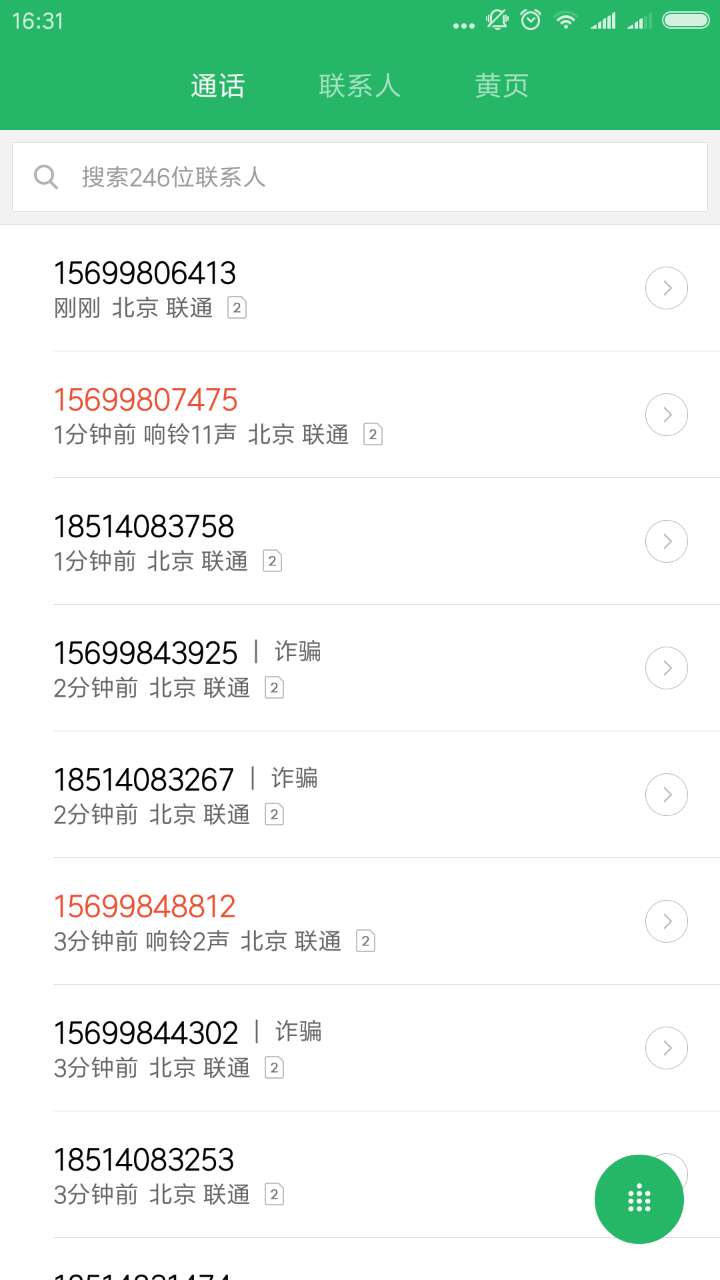 16:31
通话 联系人 黄页
搜索246位联系人
15699806413
刚刚 北京 联通 2
15699807475
1分钟前 响铃11声 北京 联通 2
18514083758
1分钟前 北京 联通 2
15699843925 | 诈骗
2分钟前 北京 联通 2
18514083267 | 诈骗
2分钟前 北京 联通 2
15699848812
3分钟前 响铃2声 北京 联通 2
15699844302 | 诈骗
3分钟前 北京 联通 2
18514083253
3分钟前 北京 联通 2